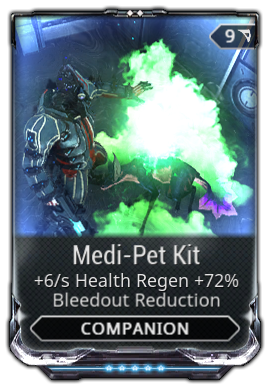 9
Medi-Pet Kit
+6/s Health Regen +72%
Bleedout Reduction
COMPANION